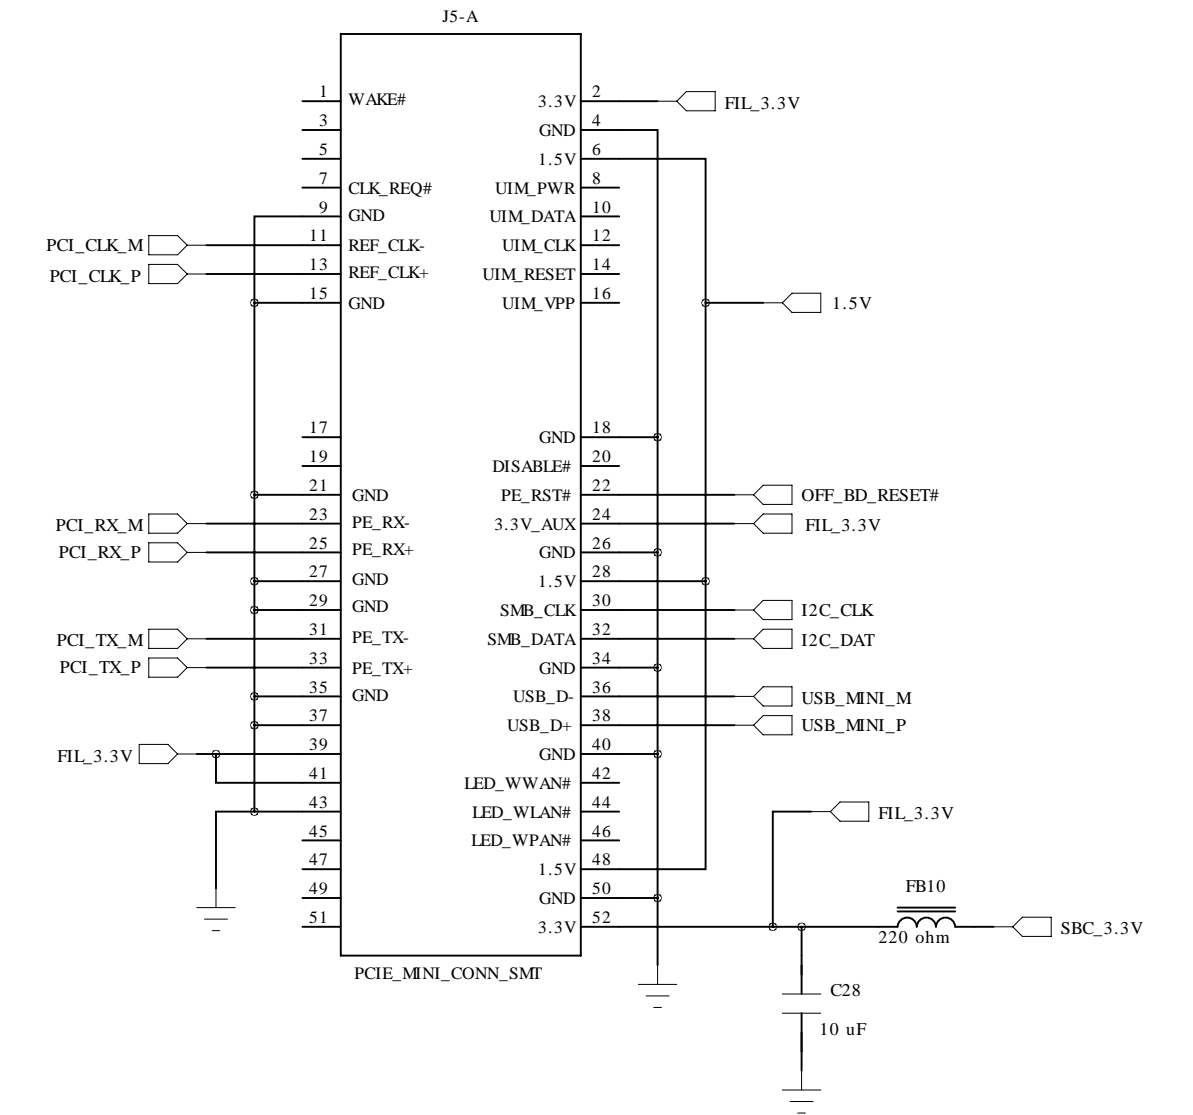 J5-A
1 WAKE# 3.3V 2 FIL_3.3V
3 GND 4
5 1.5V 6
7 CLK_REQ# UIM_PWR 8
9 GND UIM_DATA 10
PCI_CLK_M 11 REF_CLK- UIM_CLK 12
PCI_CLK_P 13 REF_CLK+ UIM_RESET 14
15 GND UIM_VPP 16 1.5V
17 GND 18
19 DISABLE# 20
21 GND PE_RST# 22 OFF_BD_RESET#
PCI_RX_M 23 PE_RX- 3.3V_AUX 24 FIL_3.3V
PCI_RX_P 25 PE_RX+ GND 26
27 GND 1.5V 28
29 GND SMB_CLK 30 I2C_CLK
PCI_TX_M 31 PE_TX- SMB_DATA 32 I2C_DAT
PCI_TX_P 33 PE_TX+ GND 34
35 GND USB_D- 36 USB_MINI_M
37 USB_D+ 38 USB_MINI_P
FIL_3.3V 39 GND 40
41 LED_WWAN# 42
43 LED_WLAN# 44 FIL_3.3V
45 LED_WPAN# 46
47 1.5V 48
49 GND 50 FB10
51 3.3V 52 SBC_3.3V
220 ohm
PCIE_MINI_CONN_SMT
C28
10 uF